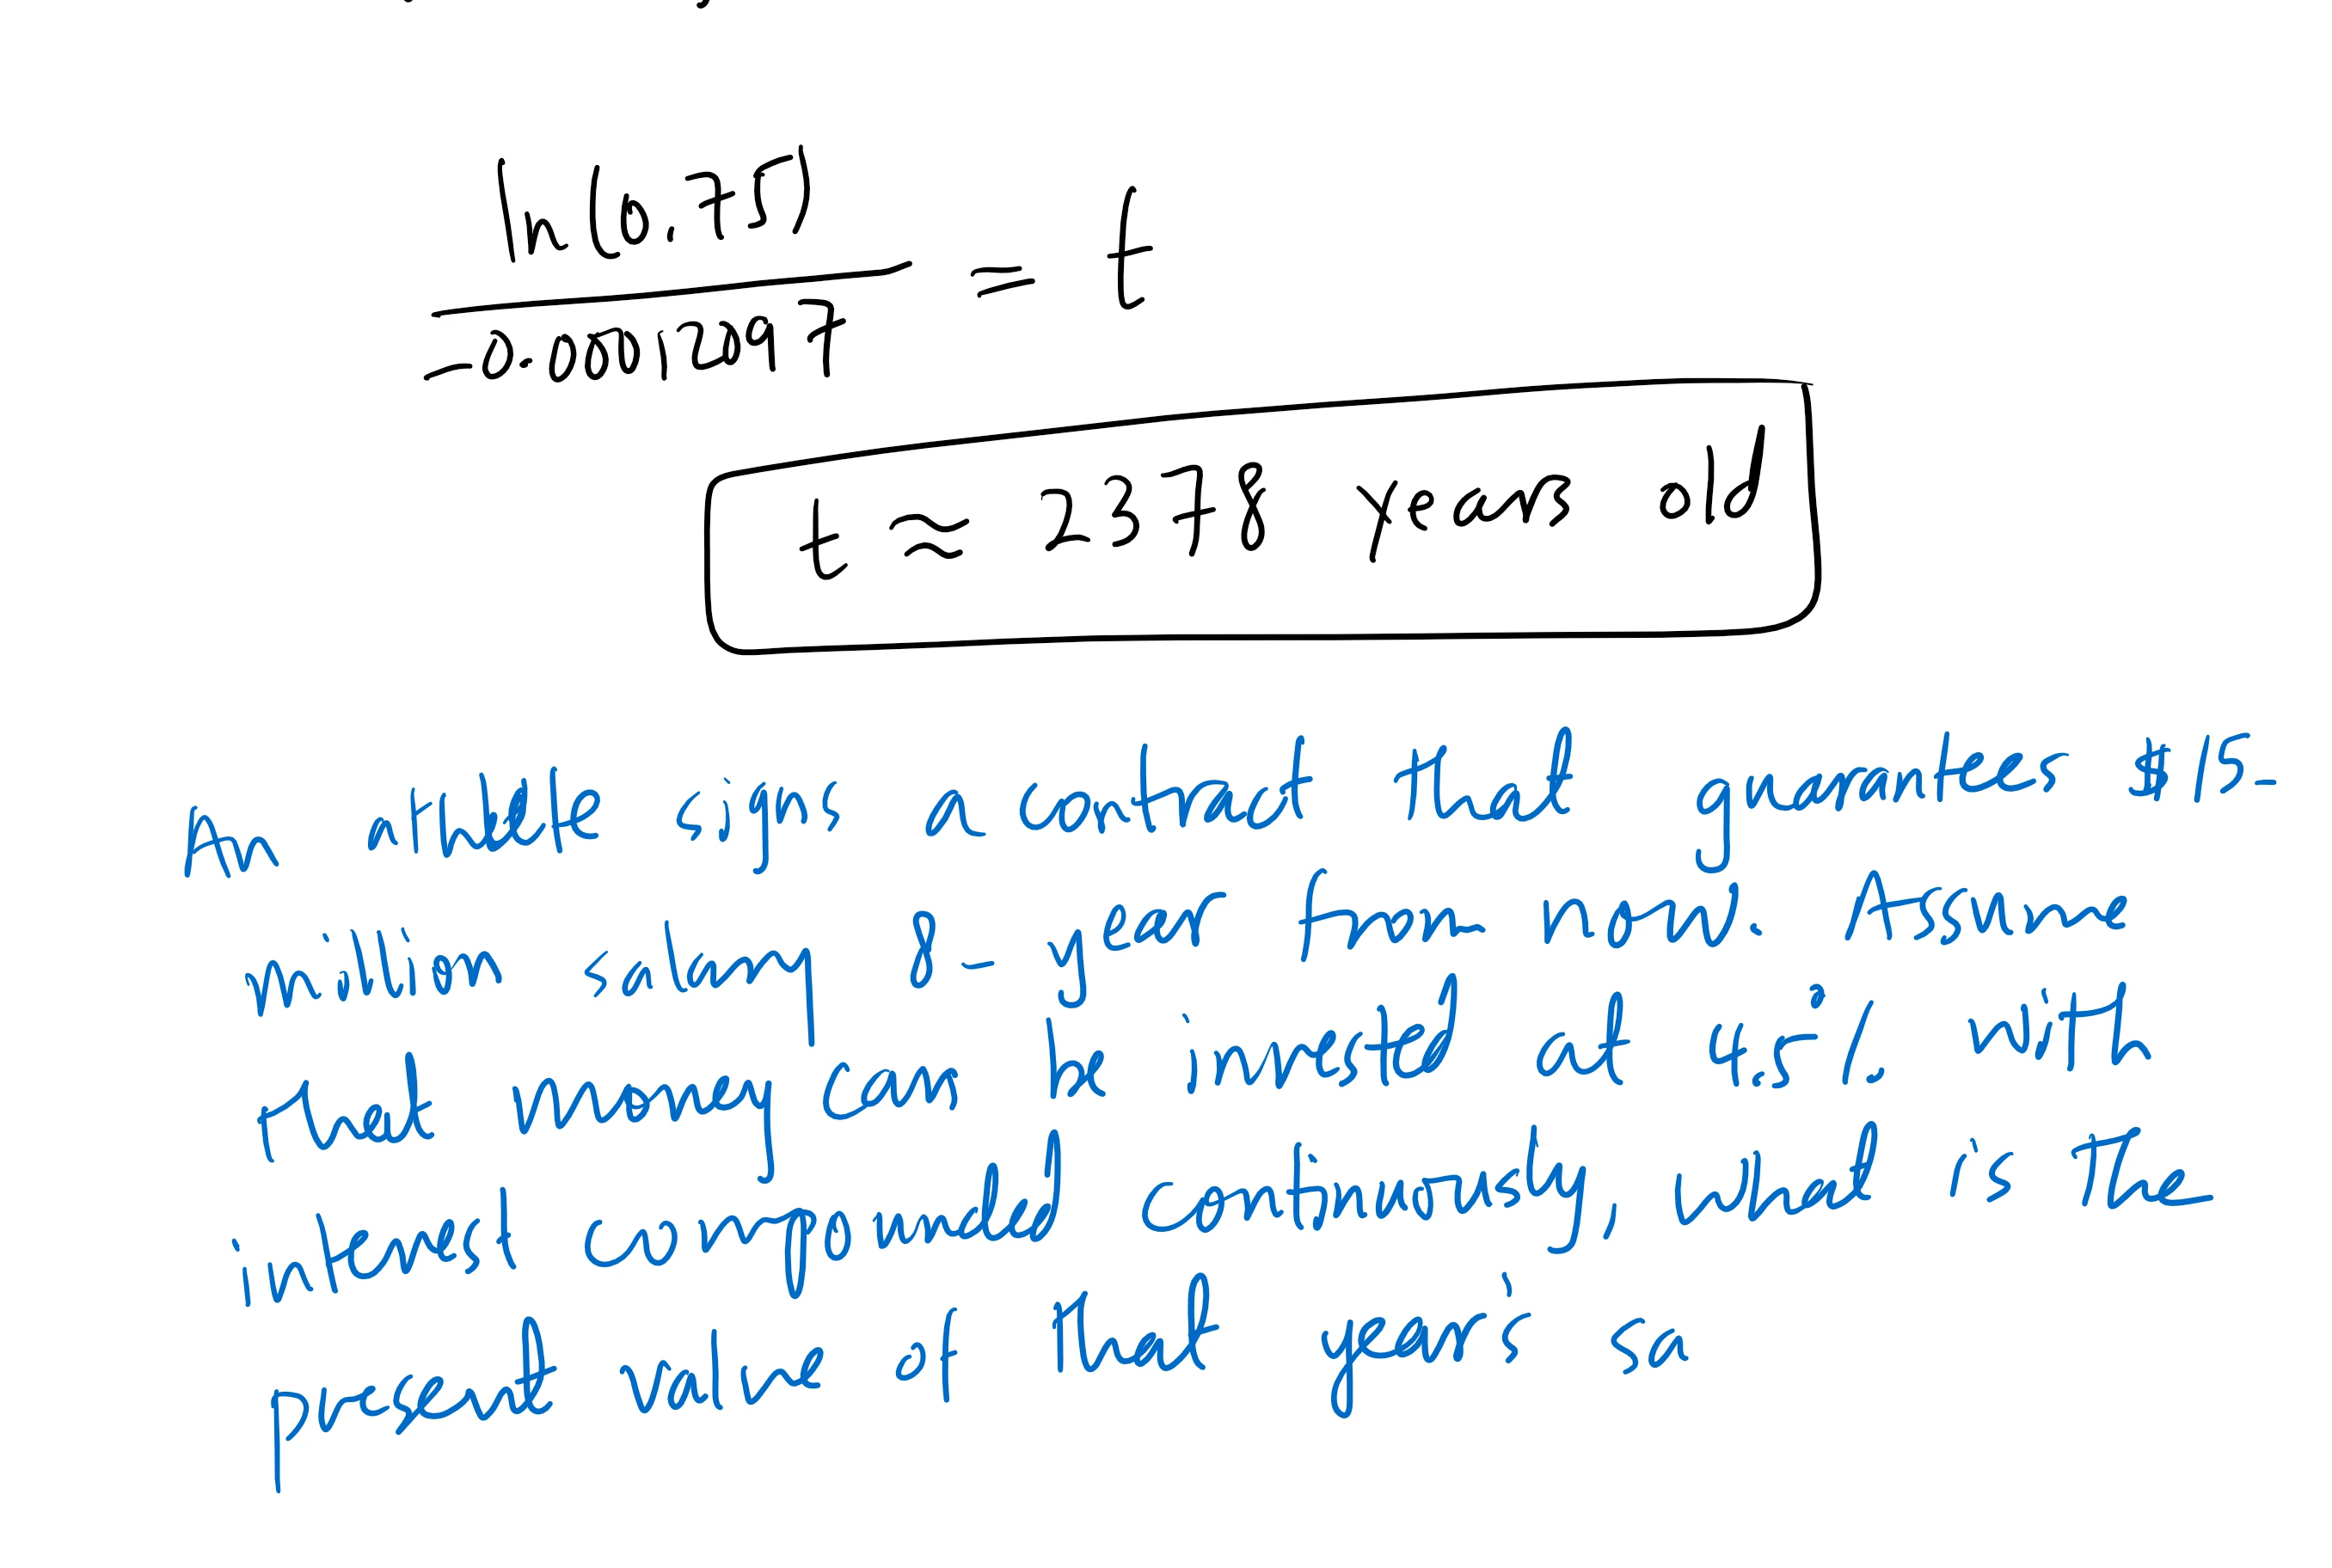 ln(0.75)
-0.00012097
= t
t ≈ 2378 years old
An athlete signs a contract that guarantees a $15-
million salary 8-year from now. Assume
that money can be invested at 4.5% with
interest compounded continuously, what is the
present value of that year's sa